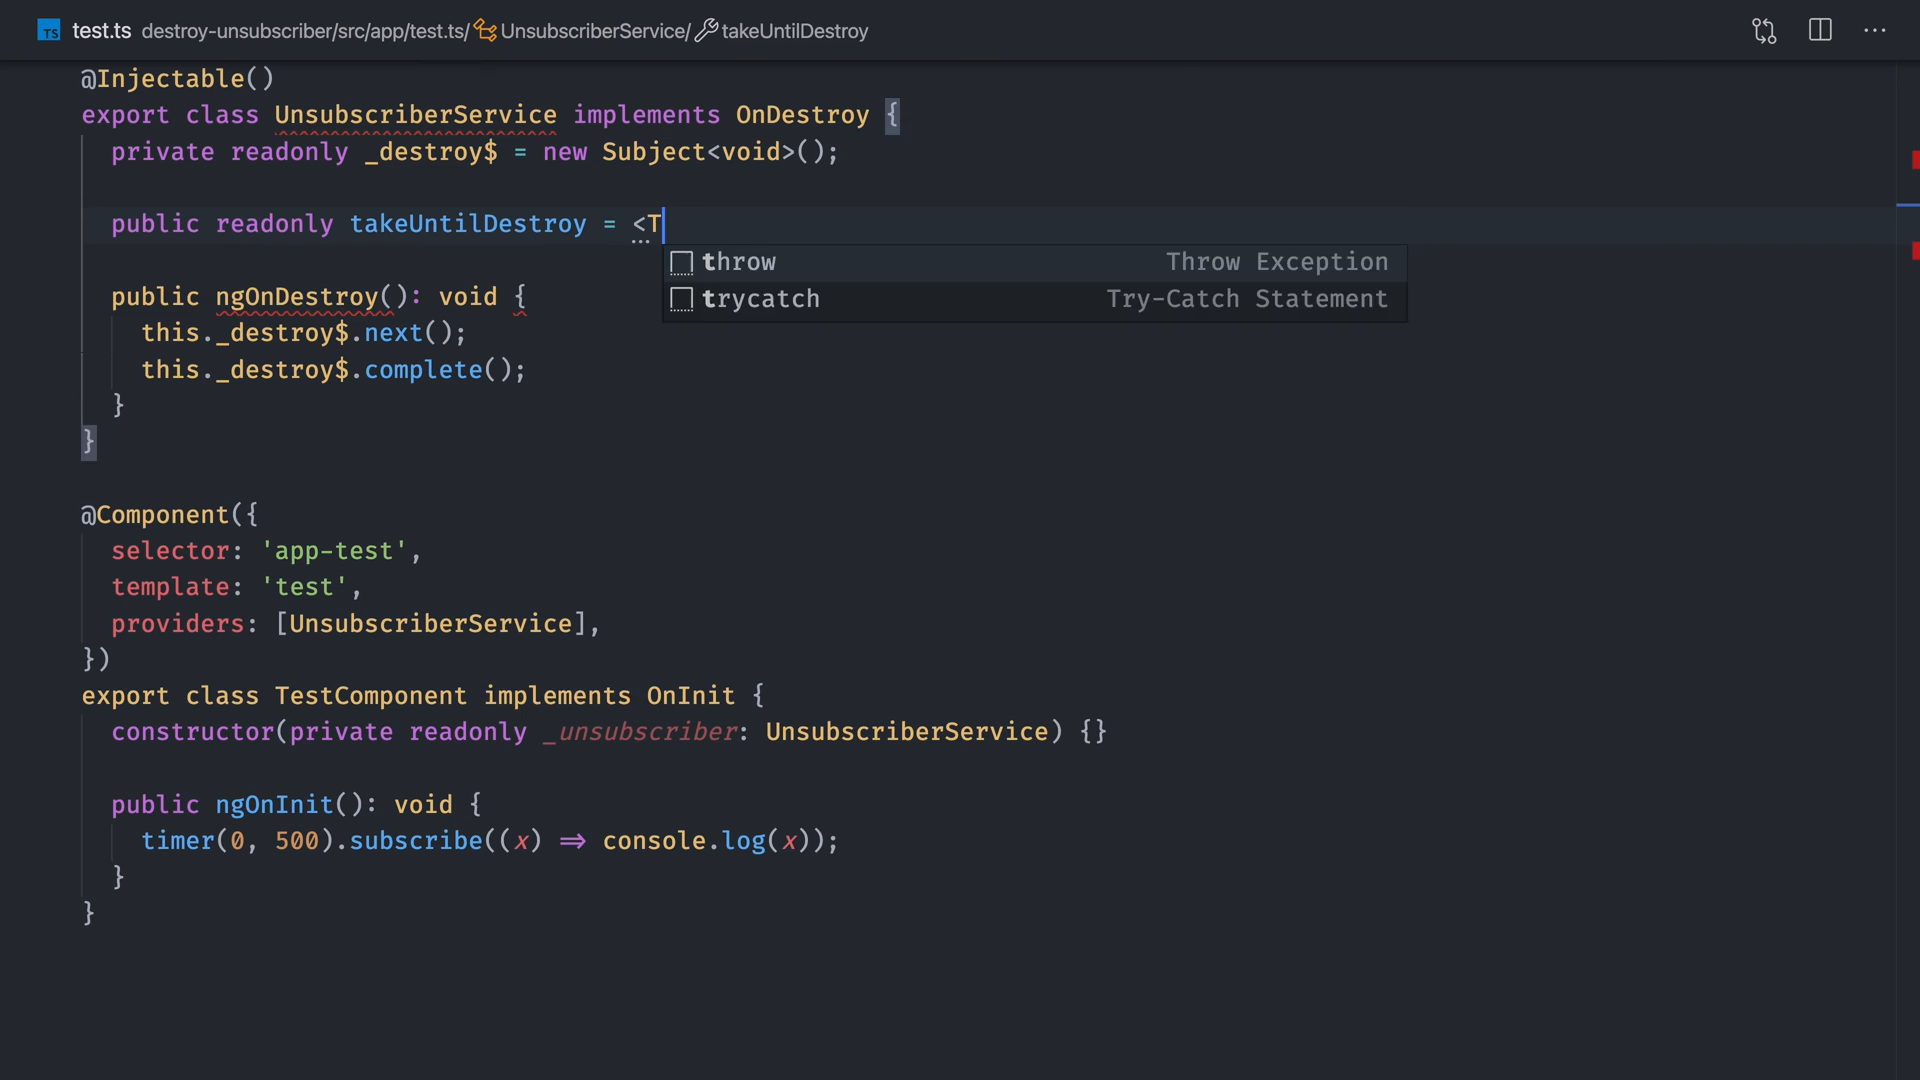 TS test.ts destroy-unsubscriber/src/app/test.ts/ UnsubscriberService/ takeUntilDestroy
@Injectable()
export class UnsubscriberService implements OnDestroy {
private readonly _destroy$ = new Subject<void>();
public readonly takeUntilDestroy = <T
throw Throw Exception
trycatch Try-Catch Statement
public ngOnDestroy(): void {
this._destroy$.next();
this._destroy$.complete();
}
}
@Component({
selector: 'app-test',
template: 'test',
providers: [UnsubscriberService],
})
export class TestComponent implements OnInit {
constructor(private readonly _unsubscriber: UnsubscriberService) {}
public ngOnInit(): void {
timer(0, 500).subscribe((x) ⇒ console.log(x));
}
}